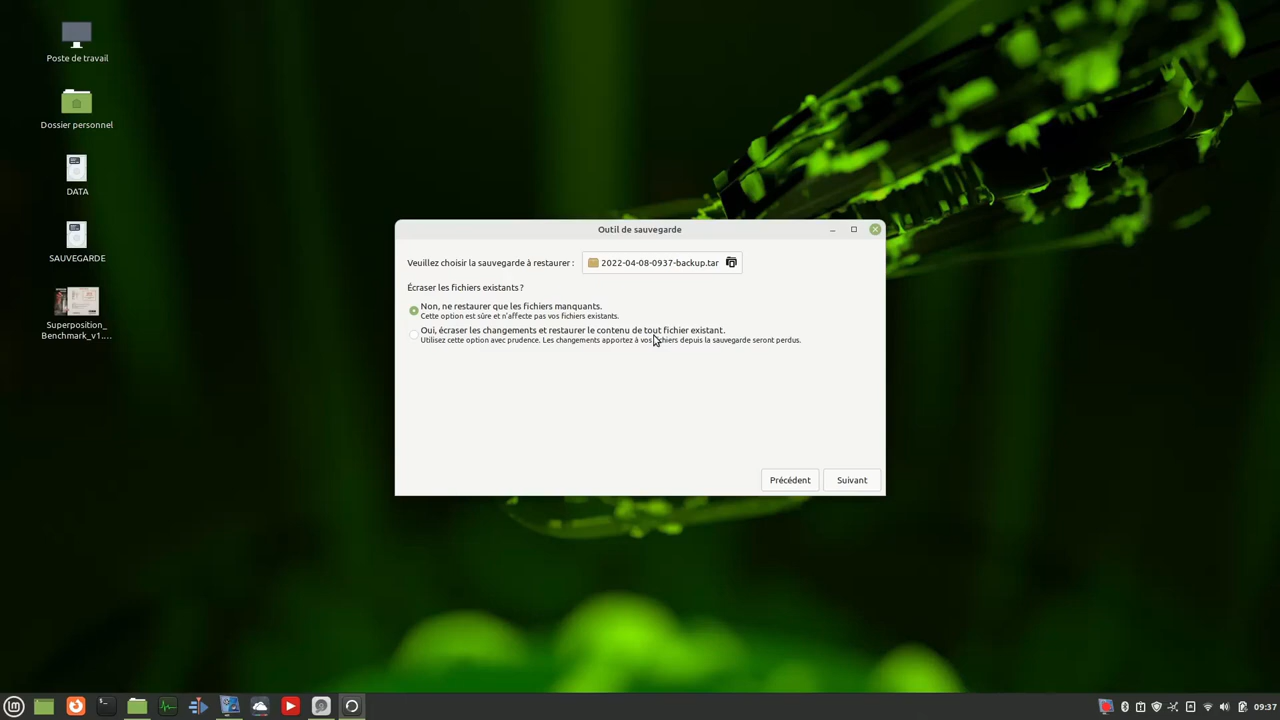 Poste de travail
Dossier personnel
DATA
SAUVEGARDE
Superposition_
Benchmark_v1....
Outil de sauvegarde
Veuillez choisir la sauvegarde à restaurer : 2022-04-08-0937-backup.tar
Écraser les fichiers existants ?
Non, ne restaurer que les fichiers manquants.
Cette option est sûre et n'affecte pas vos fichiers existants.
Oui, écraser les changements et restaurer le contenu de tout fichier existant.
Utilisez cette option avec prudence. Les changements apportez à vos fichiers depuis la sauvegarde seront perdus.
Précédent Suivant
09:37